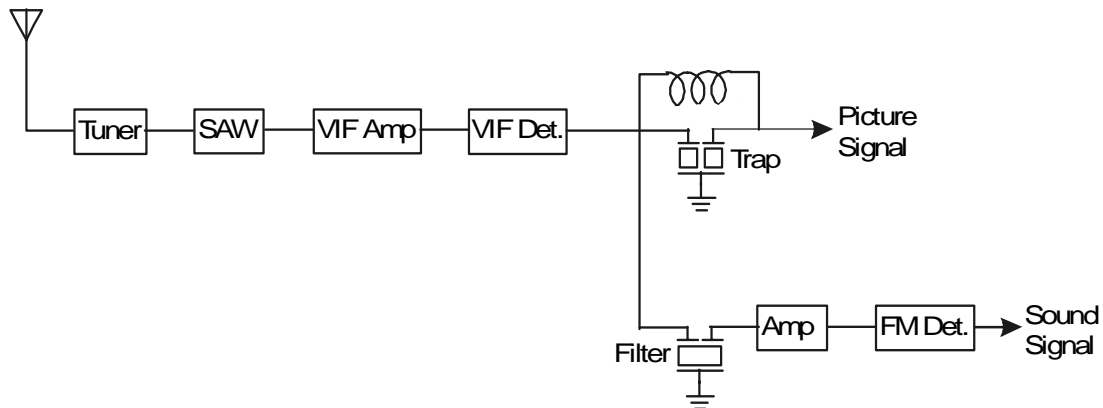 Tuner
SAW
VIF Amp
VIF Det.
Trap
Picture
Signal
Filter
Amp
FM Det.
Sound
Signal